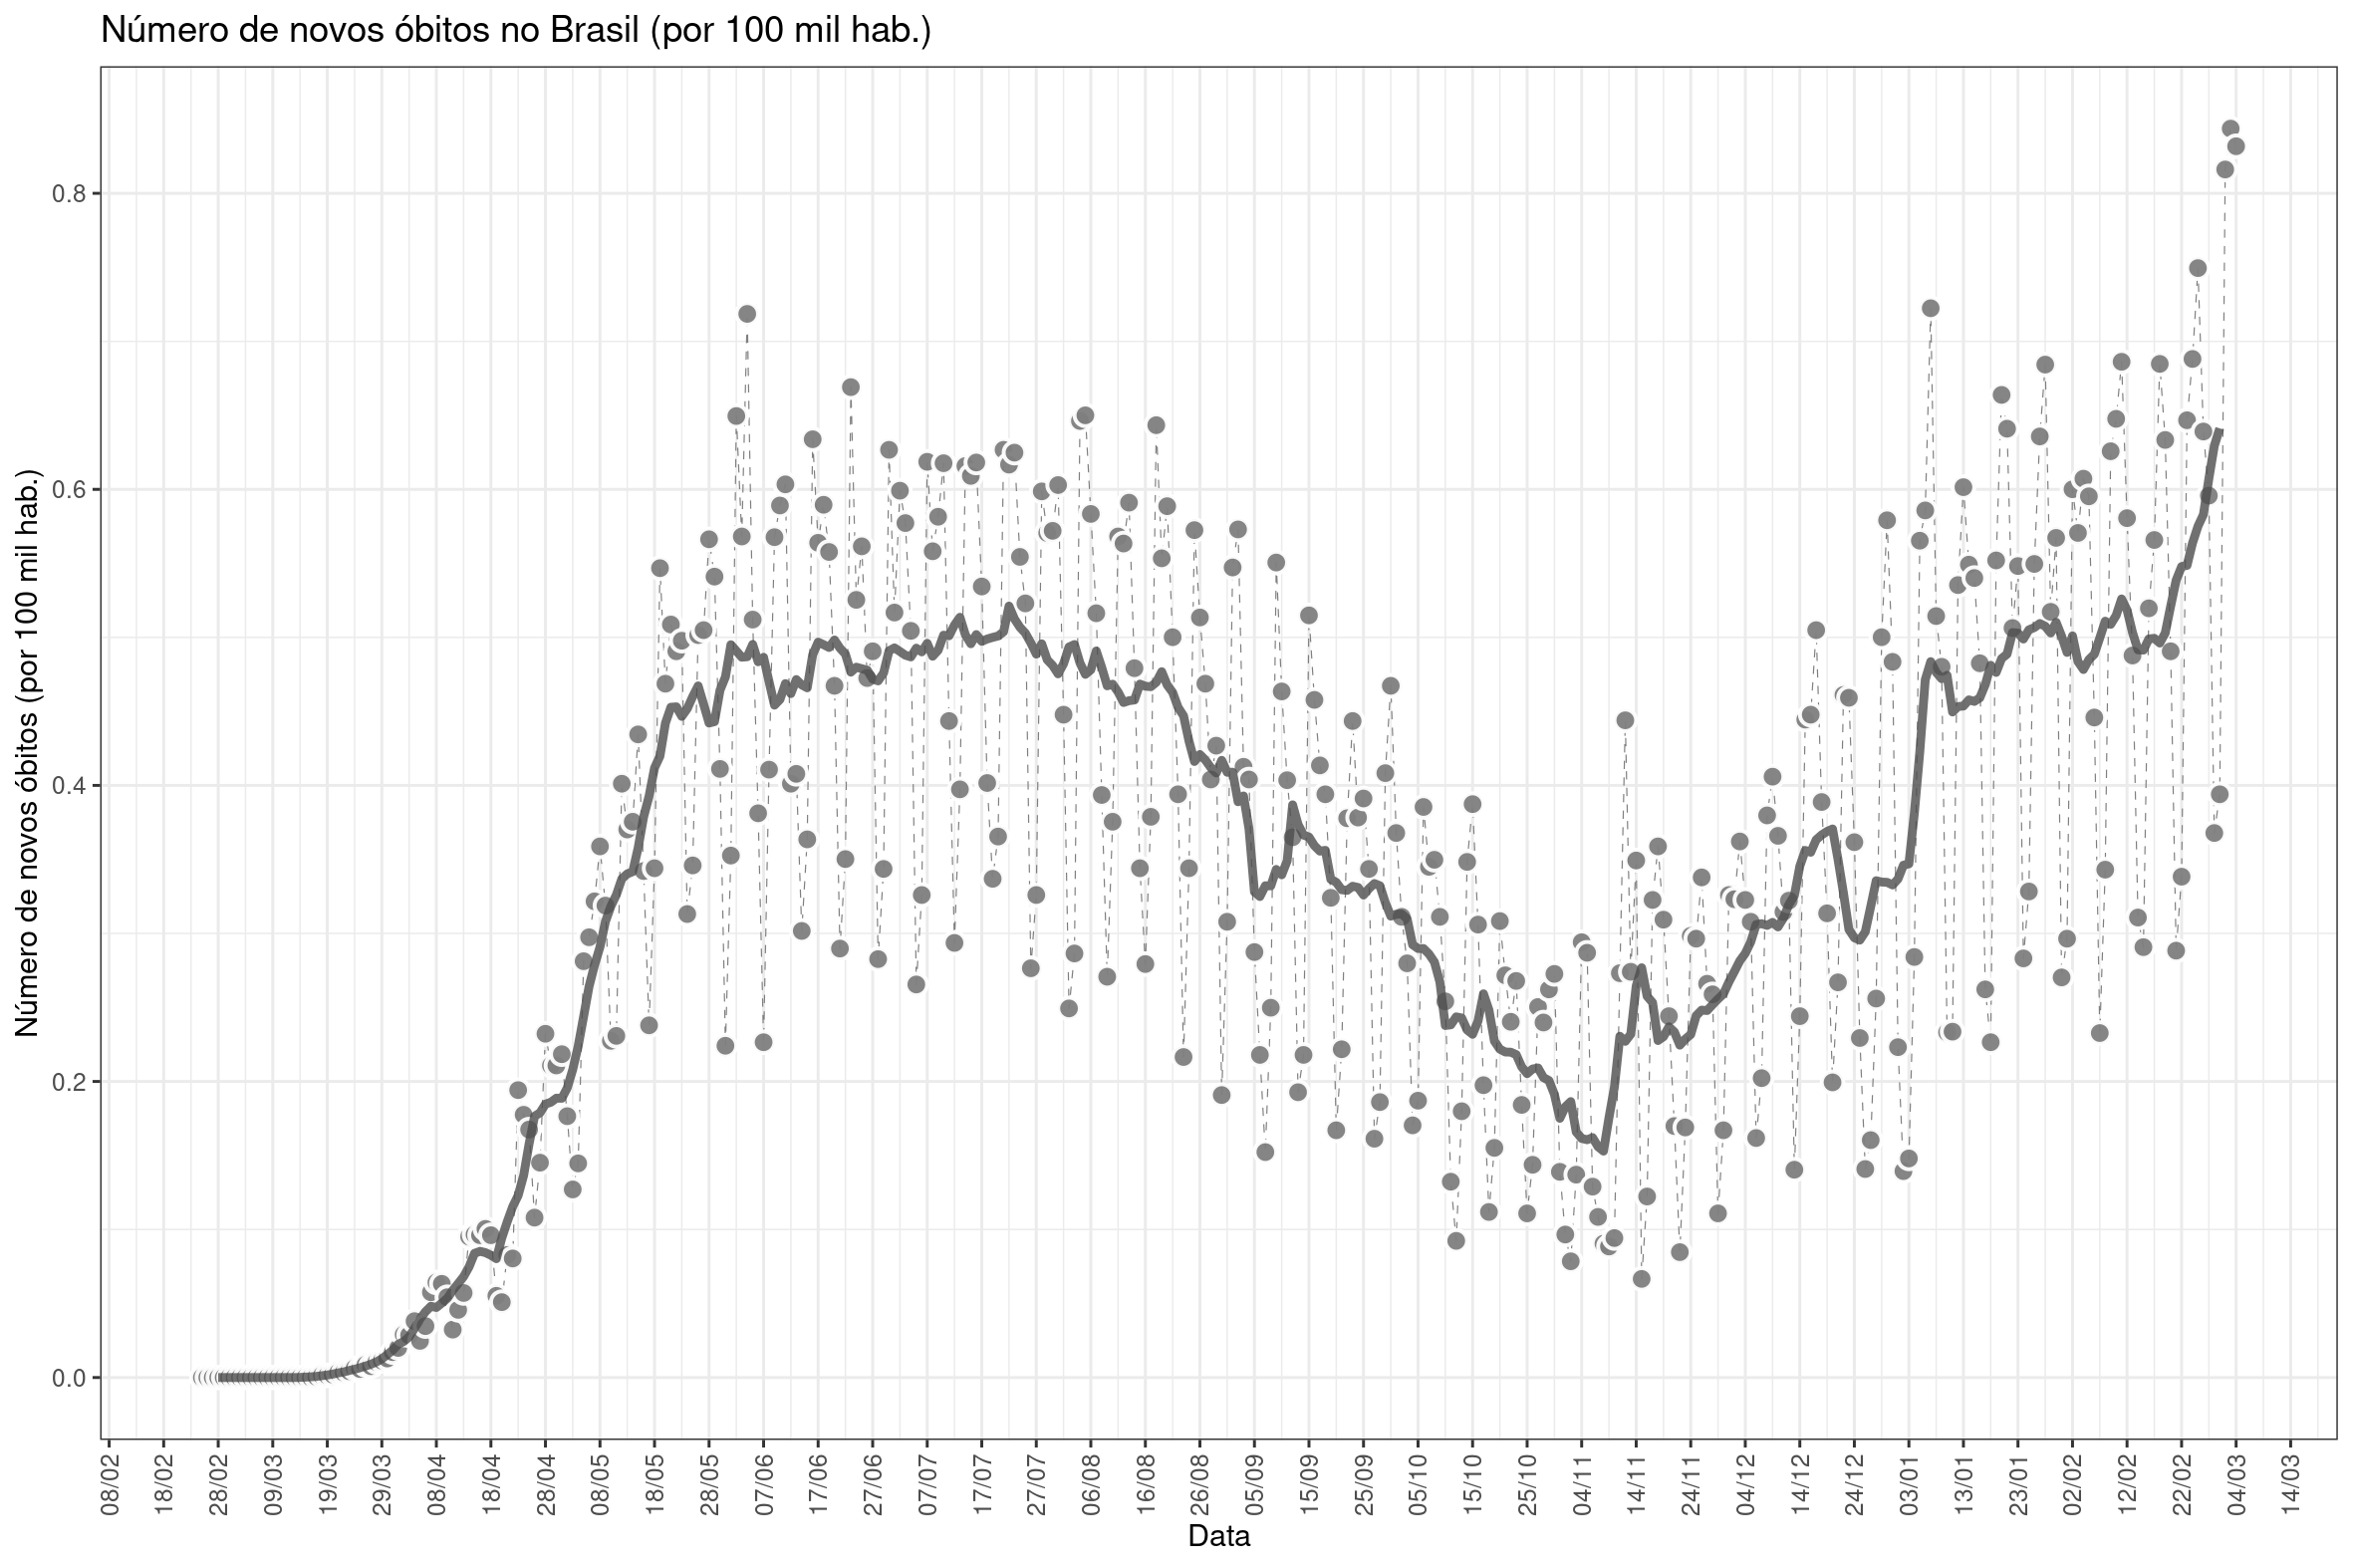 Número de novos óbitos no Brasil (por 100 mil hab.)
Número de novos óbitos (por 100 mil hab.)
0.8
0.6
0.4
0.2
0.0
08/02 18/02 28/02 09/03 19/03 29/03 08/04 18/04 28/04 08/05 18/05 28/05 07/06 17/06 27/06 07/07 17/07 27/07 06/08 16/08 26/08 05/09 15/09 25/09 05/10 15/10 25/10 04/11 14/11 24/11 04/12 14/12 24/12 03/01 13/01 23/01 02/02 12/02 22/02 04/03 14/03
Data